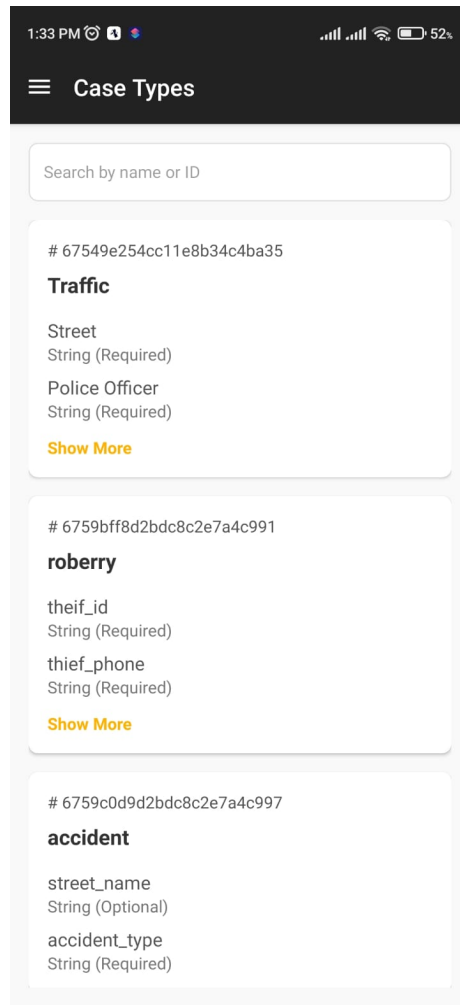 1:33 PM 52%
Case Types
Search by name or ID
# 67549e254cc11e8b34c4ba35
Traffic
Street
String (Required)
Police Officer
String (Required)
Show More
# 6759bff8d2bdc8c2e7a4c991
roberry
theif_id
String (Required)
thief_phone
String (Required)
Show More
# 6759c0d9d2bdc8c2e7a4c997
accident
street_name
String (Optional)
accident_type
String (Required)